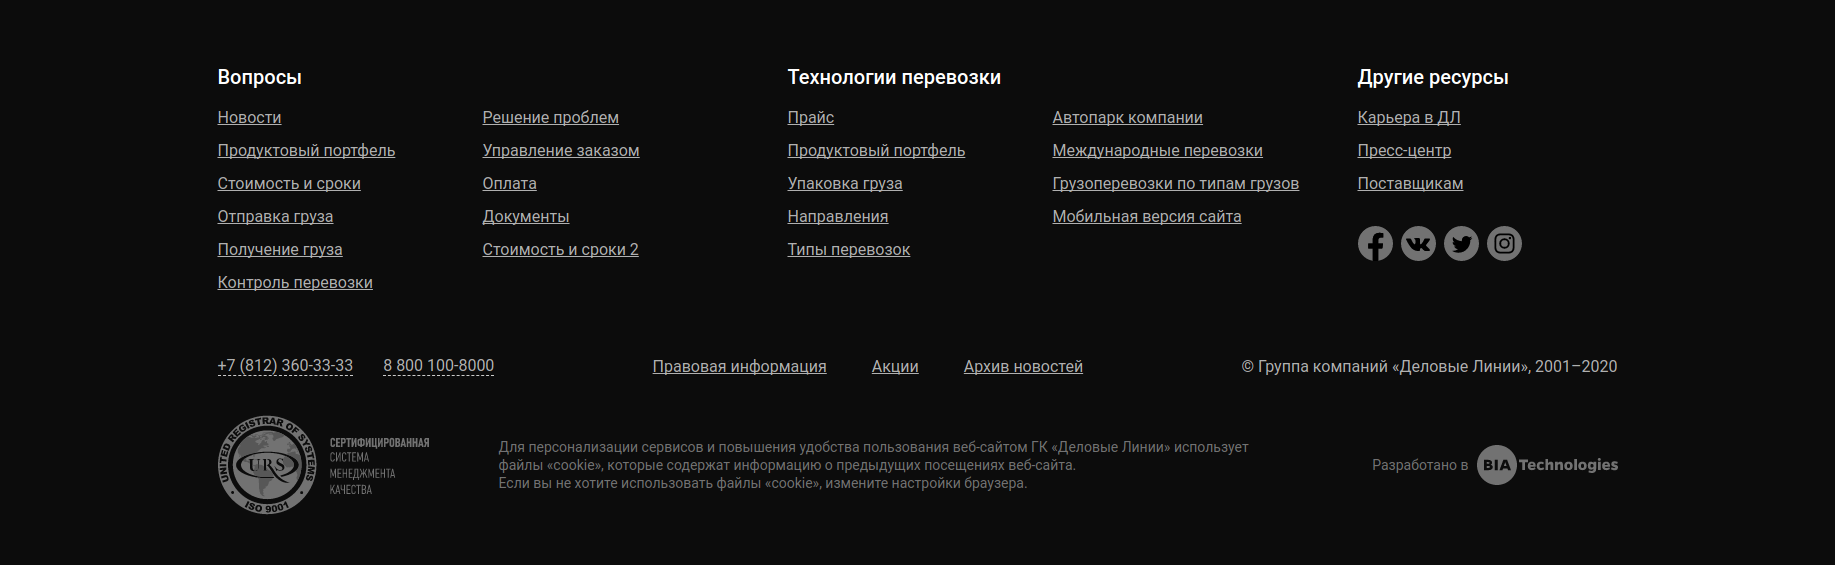 Вопросы
Новости
Продуктовый портфель
Стоимость и сроки
Отправка груза
Получение груза
Контроль перевозки
Решение проблем
Управление заказом
Оплата
Документы
Стоимость и сроки 2
Технологии перевозки
Прайс
Продуктовый портфель
Упаковка груза
Направления
Типы перевозок
Автопарк компании
Международные перевозки
Грузоперевозки по типам грузов
Мобильная версия сайта
Другие ресурсы
Карьера в ДЛ
Пресс-центр
Поставщикам
+7 (812) 360-33-33
8 800 100-8000
Правовая информация
Акции
Архив новостей
© Группа компаний «Деловые Линии», 2001–2020
UNITED REGISTRAR OF SYSTEMS
URS
ISO 9001
СЕРТИФИЦИРОВАННАЯ
СИСТЕМА
МЕНЕДЖМЕНТА
КАЧЕСТВА
Для персонализации сервисов и повышения удобства пользования веб-сайтом ГК «Деловые Линии» использует
файлы «cookie», которые содержат информацию о предыдущих посещениях веб-сайта.
Если вы не хотите использовать файлы «cookie», измените настройки браузера.
Разработано в
BIA Technologies